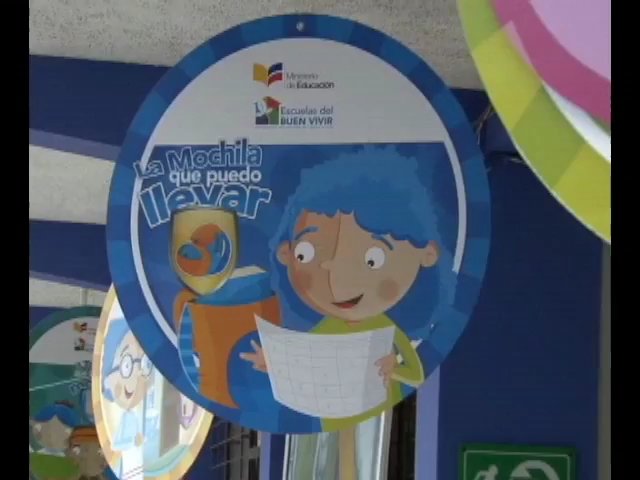 Ministerio
de Educación
Escuelas del
BUEN VIVIR
La Mochila
que puedo
llevar